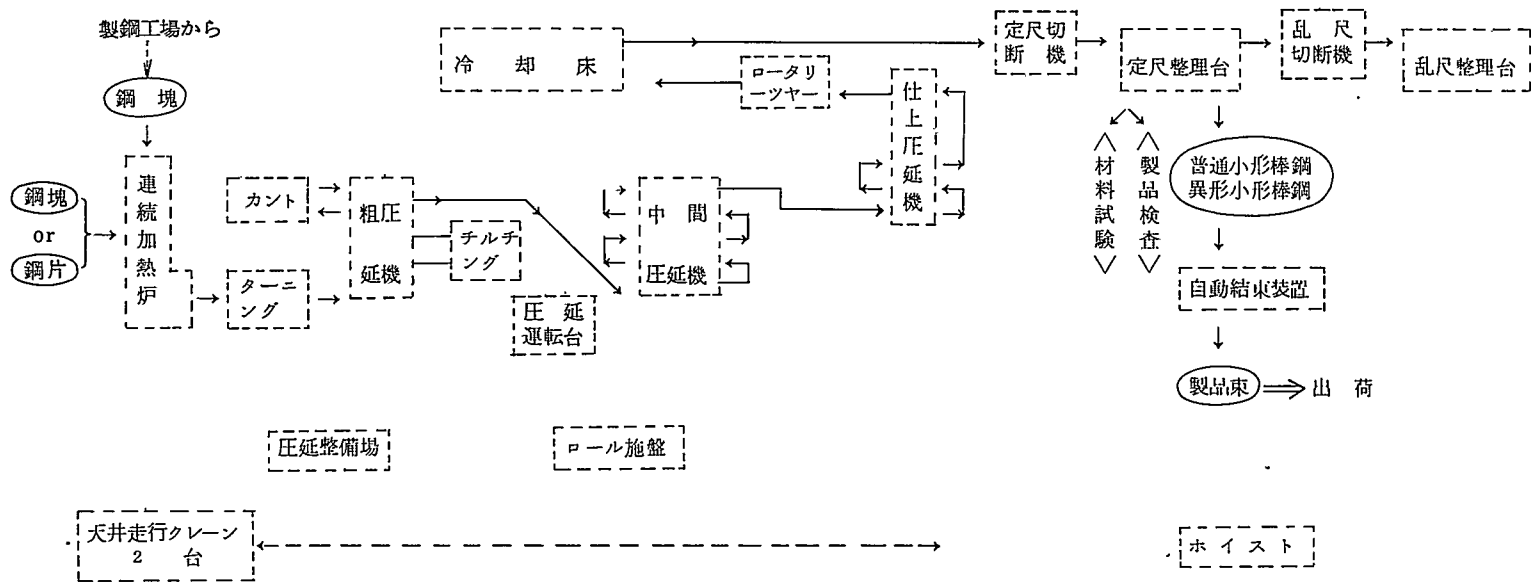 製鋼工場から
鋼塊
鋼塊
or
鋼片
連続加熱炉
カント
ターニ
ング
粗圧
延機
チルチ
ング
圧延
運転台
中間
圧延機
仕上圧延機
ロータリ
ーツヤー
冷却床
定尺切
断機
定尺整理台
乱尺
切断機
乱尺整理台
材料試験
製品検査
普通小形棒鋼
異形小形棒鋼
自動結束装置
製品束
出荷
圧延整備場
ロール施盤
天井走行クレーン
2台
ホイスト